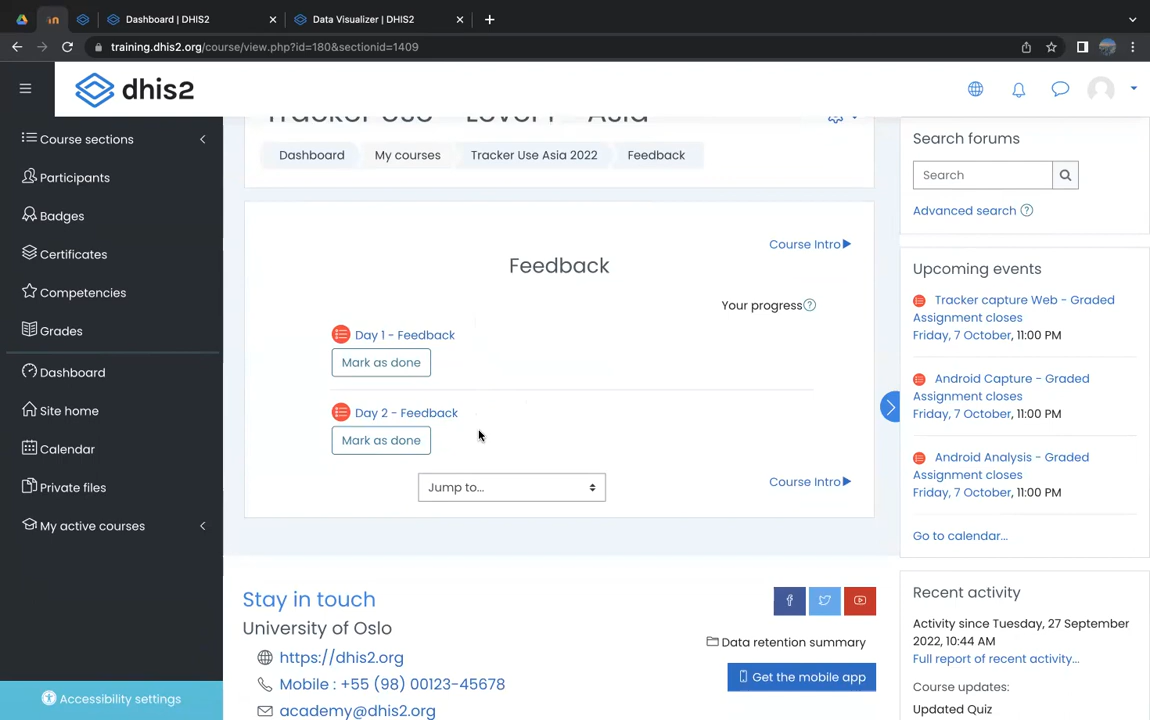 Dashboard | DHIS2
Data Visualizer | DHIS2
training.dhis2.org/course/view.php?id=180&sectionid=1409
dhis2
Course sections
Participants
Badges
Certificates
Competencies
Grades
Dashboard
Site home
Calendar
Private files
My active courses
Accessibility settings
Tracker Use - Level 1 - Asia
Dashboard
My courses
Tracker Use Asia 2022
Feedback
Course Intro
Feedback
Your progress
Day 1 - Feedback
Mark as done
Day 2 - Feedback
Mark as done
Jump to...
Course Intro
Stay in touch
University of Oslo
https://dhis2.org
Mobile : +55 (98) 00123-45678
academy@dhis2.org
Data retention summary
Get the mobile app
Search forums
Search
Advanced search
Upcoming events
Tracker capture Web - Graded
Assignment closes
Friday, 7 October, 11:00 PM
Android Capture - Graded
Assignment closes
Friday, 7 October, 11:00 PM
Android Analysis - Graded
Assignment closes
Friday, 7 October, 11:00 PM
Go to calendar...
Recent activity
Activity since Tuesday, 27 September
2022, 10:44 AM
Full report of recent activity...
Course updates:
Updated Quiz